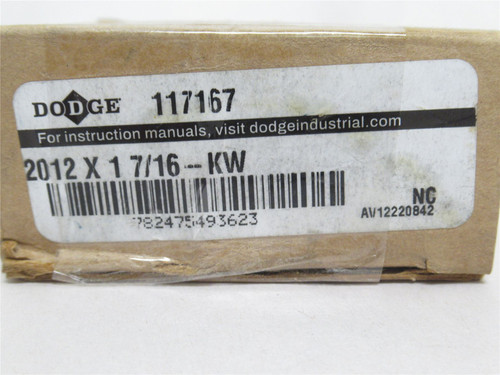 DODGE 117167
For instruction manuals, visit dodgeindustrial.com
2012 X 1 7/16 -- KW
782475493623
NC
AV12220842